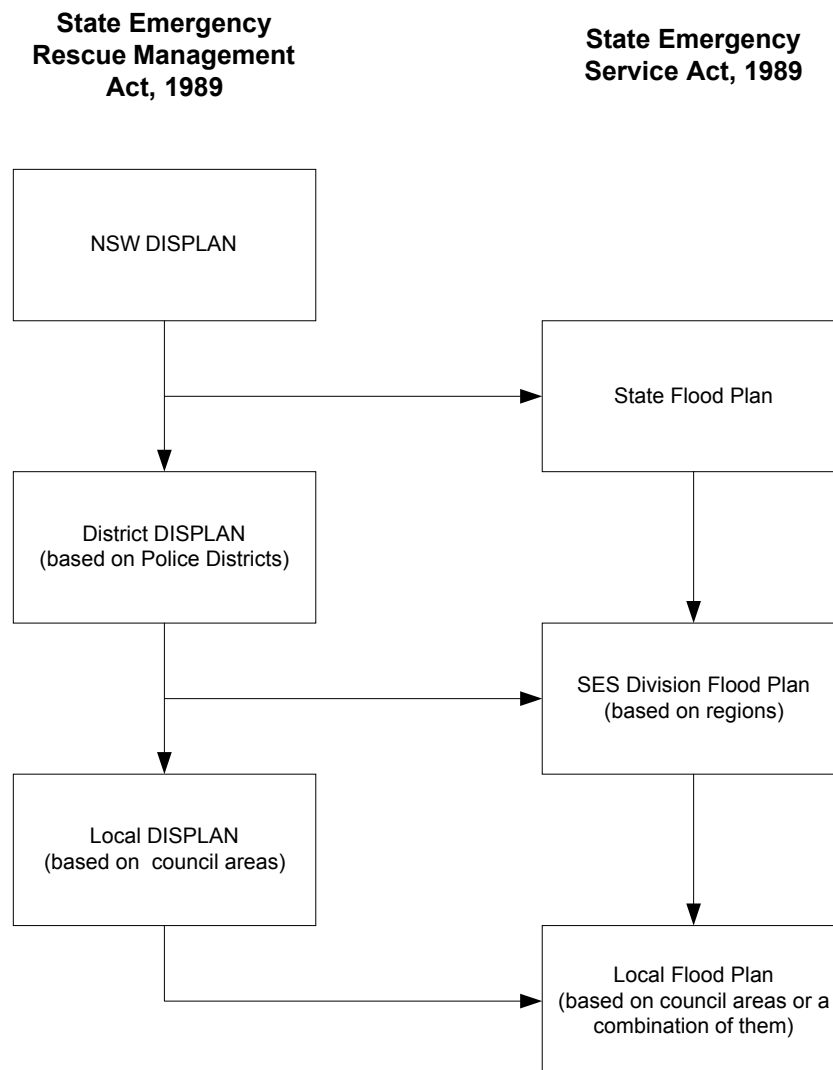 State Emergency
Rescue Management
Act, 1989
State Emergency
Service Act, 1989
NSW DISPLAN
State Flood Plan
District DISPLAN
(based on Police Districts)
SES Division Flood Plan
(based on regions)
Local DISPLAN
(based on council areas)
Local Flood Plan
(based on council areas or a
combination of them)